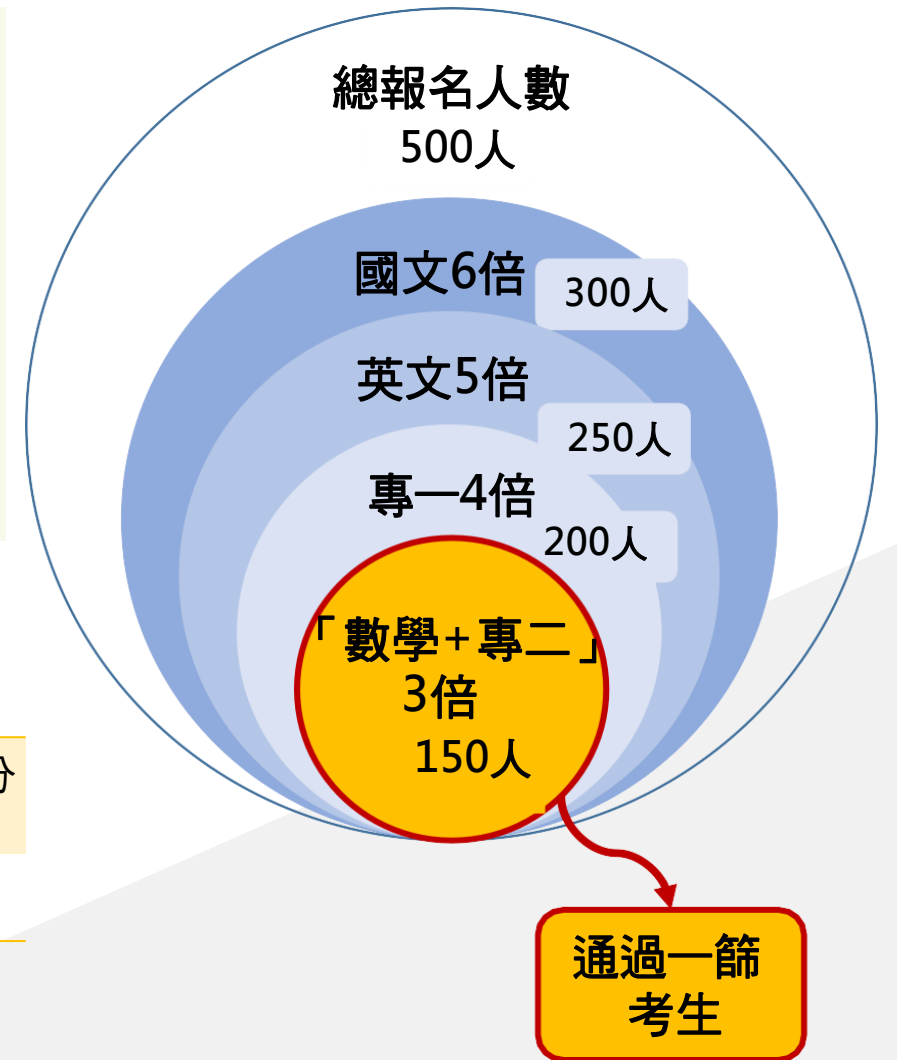 總報名人數
500人
國文6倍
300人
英文5倍
250人
專一4倍
200人
「數學+專二」
3倍
150人
分
通過一篩
考生